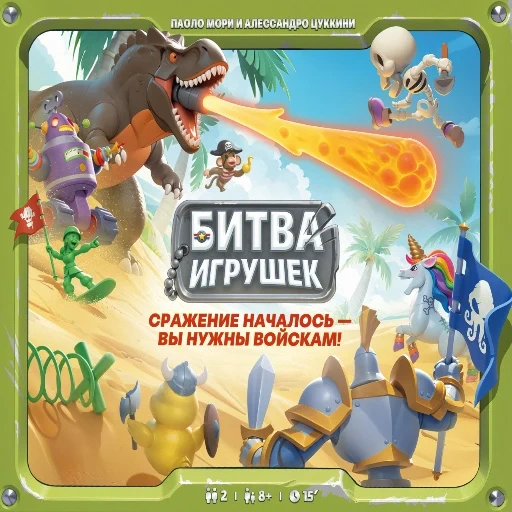 ПАОЛО МОРИ И АЛЕССАНДРО ЦУККИНИ
БИТВА
ИГРУШЕК
СРАЖЕНИЕ НАЧАЛОСЬ —
ВЫ НУЖНЫ ВОЙСКАМ!
2 | 8+ | 15'